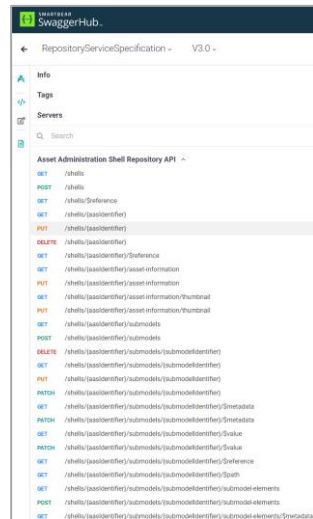 SMARTBEAR
SwaggerHub.
RepositoryServiceSpecification V3.0
Info
Tags
Servers
Search
Asset Administration Shell Repository API
GET /shells
POST /shells
GET /shells/$reference
GET /shells/{aasIdentifier}
PUT /shells/{aasIdentifier}
DELETE /shells/{aasIdentifier}
GET /shells/{aasIdentifier}/$reference
GET /shells/{aasIdentifier}/asset-information
PUT /shells/{aasIdentifier}/asset-information
GET /shells/{aasIdentifier}/asset-information/thumbnail
PUT /shells/{aasIdentifier}/asset-information/thumbnail
GET /shells/{aasIdentifier}/submodels
POST /shells/{aasIdentifier}/submodels
DELETE /shells/{aasIdentifier}/submodels/{submodelIdentifier}
GET /shells/{aasIdentifier}/submodels/{submodelIdentifier}
PUT /shells/{aasIdentifier}/submodels/{submodelIdentifier}
PATCH /shells/{aasIdentifier}/submodels/{submodelIdentifier}
GET /shells/{aasIdentifier}/submodels/{submodelIdentifier}/$metadata
PATCH /shells/{aasIdentifier}/submodels/{submodelIdentifier}/$metadata
GET /shells/{aasIdentifier}/submodels/{submodelIdentifier}/$value
PATCH /shells/{aasIdentifier}/submodels/{submodelIdentifier}/$value
GET /shells/{aasIdentifier}/submodels/{submodelIdentifier}/$reference
GET /shells/{aasIdentifier}/submodels/{submodelIdentifier}/$path
GET /shells/{aasIdentifier}/submodels/{submodelIdentifier}/submodel-elements
POST /shells/{aasIdentifier}/submodels/{submodelIdentifier}/submodel-elements
GET /shells/{aasIdentifier}/submodels/{submodelIdentifier}/submodel-elements/$metadata